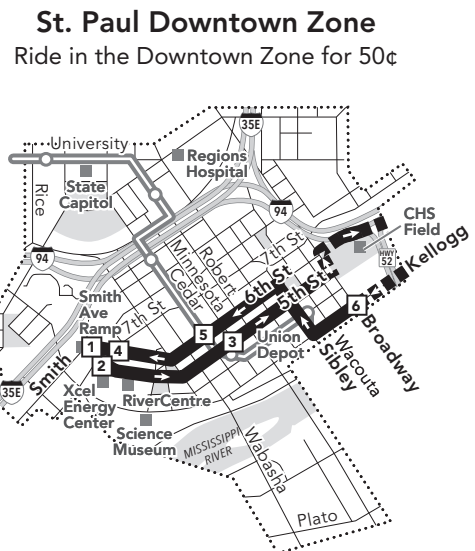 St. Paul Downtown Zone
Ride in the Downtown Zone for 50¢
35E
University
Regions
Hospital
State
Capitol
Rice
94
CHS
Field
94
7th St
HWY
52
Kellogg
Robert
Minnesota
Cedar
Smith
Ave
Ramp
7th St
6th St
5th St
6
5
3
1
4
2
Union
Depot
Broadway
Wacouta
Sibley
Smith
35E
Xcel
Energy
Center
RiverCentre
Science
Museum
MISSISSIPPI
RIVER
Wabasha
Plato